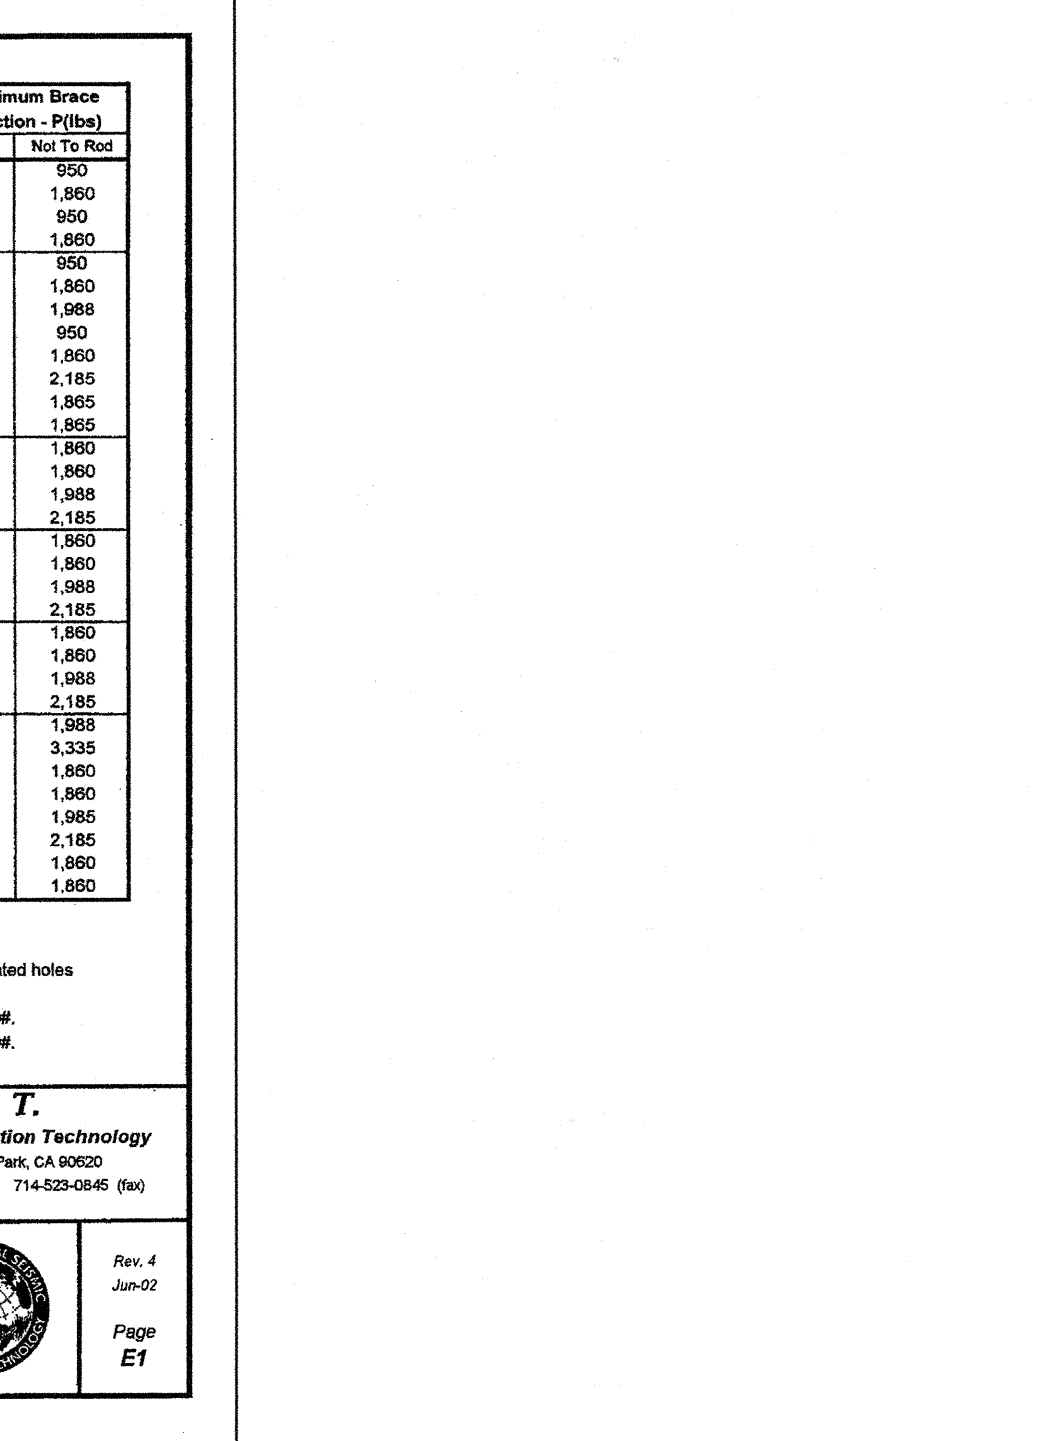 imum Brace
ction - P(lbs)
Not To Rod
950
1,860
950
1,860
950
1,860
1,988
950
1,860
2,185
1,865
1,865
1,860
1,860
1,988
2,185
1,860
1,860
1,988
2,185
1,860
1,860
1,988
2,185
1,988
3,335
1,860
1,860
1,985
2,185
1,860
1,860
ated holes
#.
#.
T.
tion Technology
Park, CA 90620
714-523-0845 (fax)
SEISMIC
Rev. 4
Jun-02
Page
E1